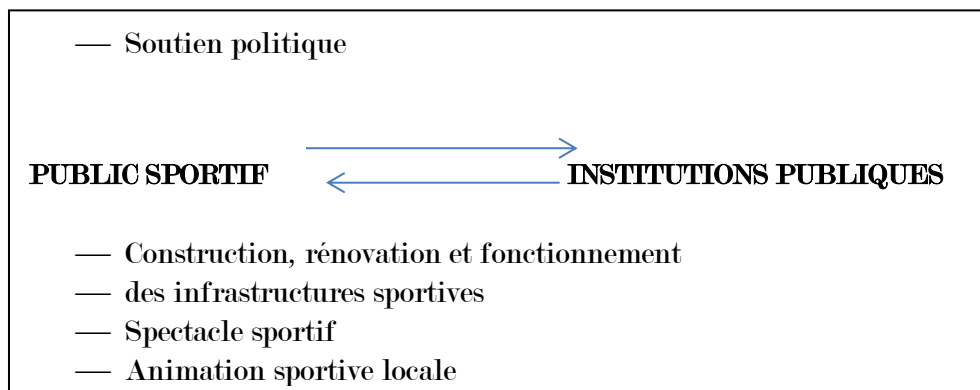 — Soutien politique
PUBLIC SPORTIF INSTITUTIONS PUBLIQUES
— Construction, rénovation et fonctionnement
— des infrastructures sportives
— Spectacle sportif
— Animation sportive locale